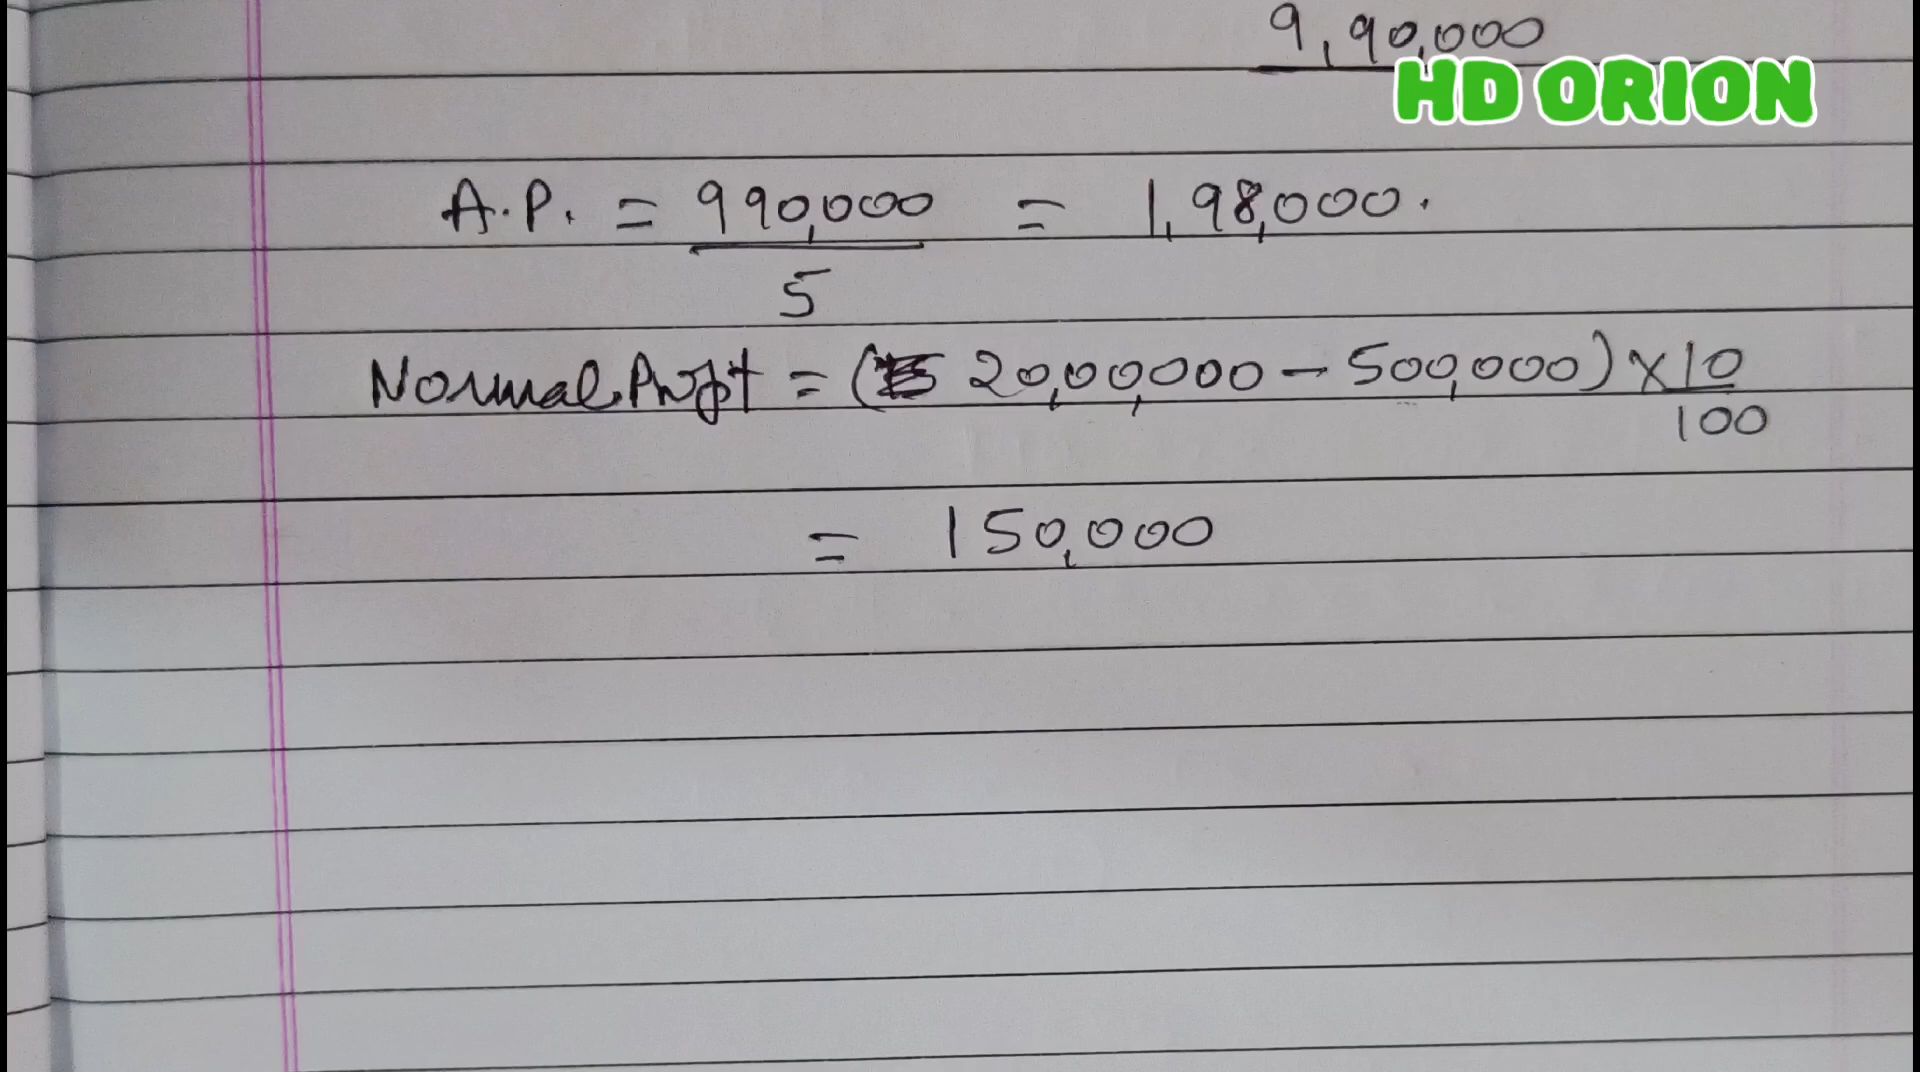 9,90,000
HD ORION
A.P. = 990,000 / 5 = 1,98,000.
Normal Profit = ( 20,00,000 - 500,000) × 10 / 100
= 150,000